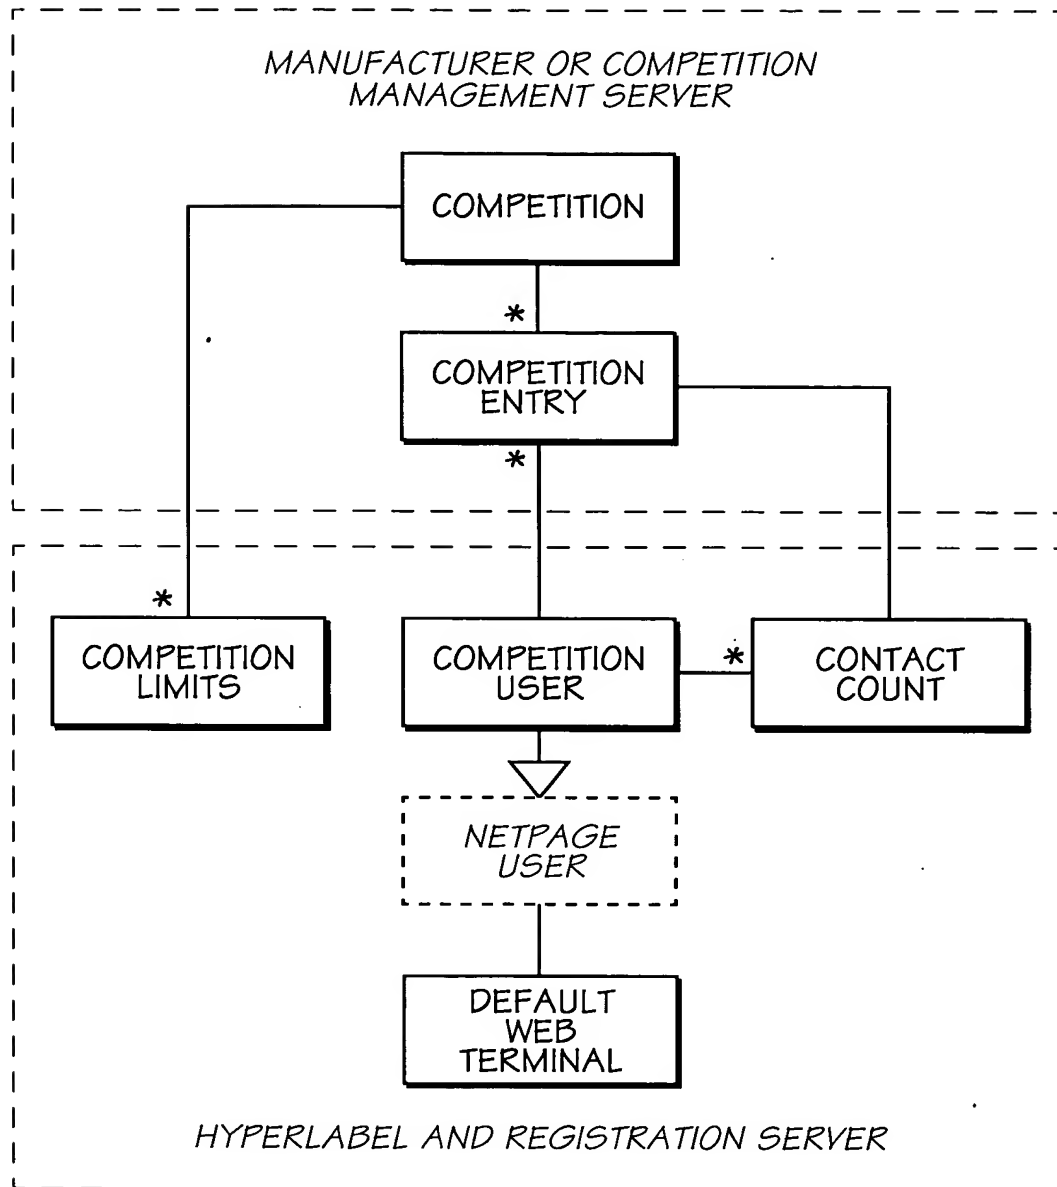 MANUFACTURER OR COMPETITION
MANAGEMENT SERVER
COMPETITION
*
COMPETITION
ENTRY
*
*
COMPETITION
LIMITS
COMPETITION
USER
*
CONTACT
COUNT
NETPAGE
USER
DEFAULT
WEB
TERMINAL
HYPERLABEL AND REGISTRATION SERVER